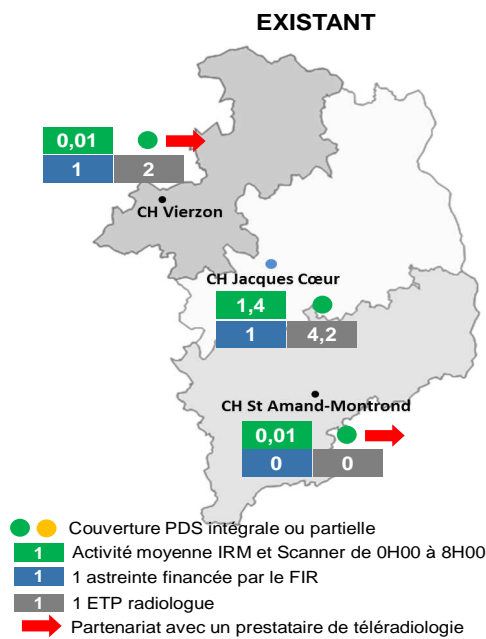 EXISTANT
0,01
1 2
CH Vierzon
CH Jacques Cœur
1,4
1 4,2
CH St Amand-Montrond
0,01
0 0
Couverture PDS intégrale ou partielle
1 Activité moyenne IRM et Scanner de 0H00 à 8H00
1 1 astreinte financée par le FIR
1 1 ETP radiologue
Partenariat avec un prestataire de téléradiologie